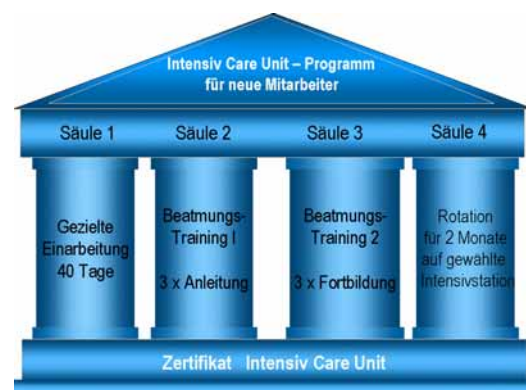 Intensiv Care Unit – Programm
für neue Mitarbeiter
Säule 1
Säule 2
Säule 3
Säule 4
Gezielte
Einarbeitung
40 Tage
Beatmungs-
Training I
3 x Anleitung
Beatmungs-
Training 2
3 x Fortbildung
Rotation
für 2 Monate
auf gewählte
Intensivstation
Zertifikat Intensiv Care Unit